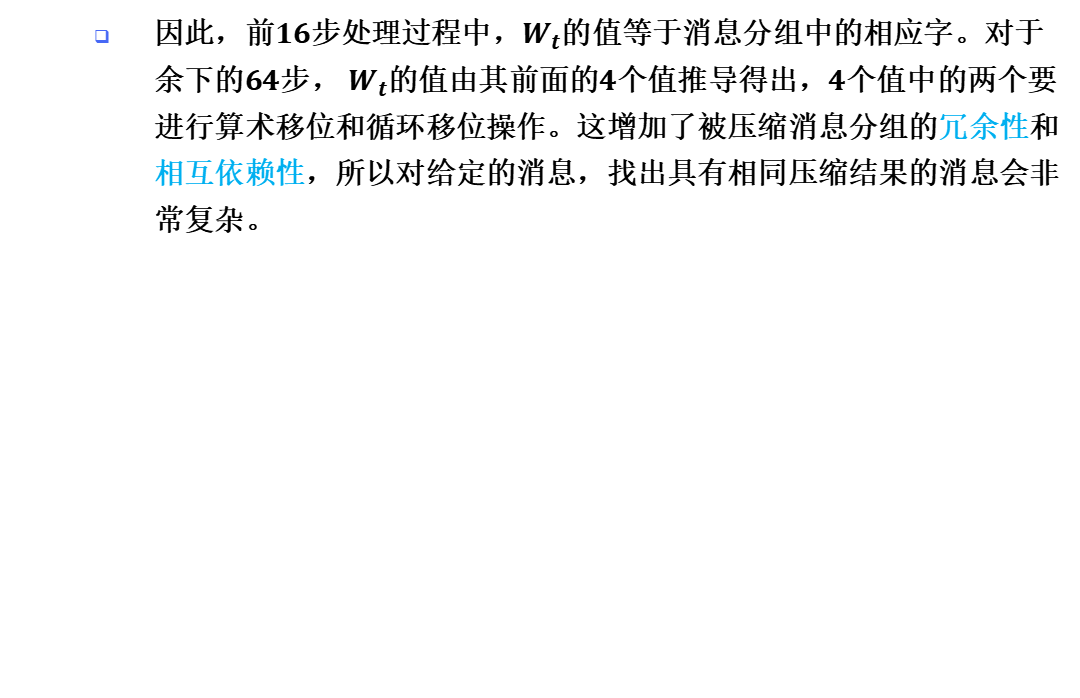 因此，前16步处理过程中，Wt的值等于消息分组中的相应字。对于
余下的64步， Wt的值由其前面的4个值推导得出，4个值中的两个要
进行算术移位和循环移位操作。这增加了被压缩消息分组的冗余性和
相互依赖性，所以对给定的消息，找出具有相同压缩结果的消息会非
常复杂。